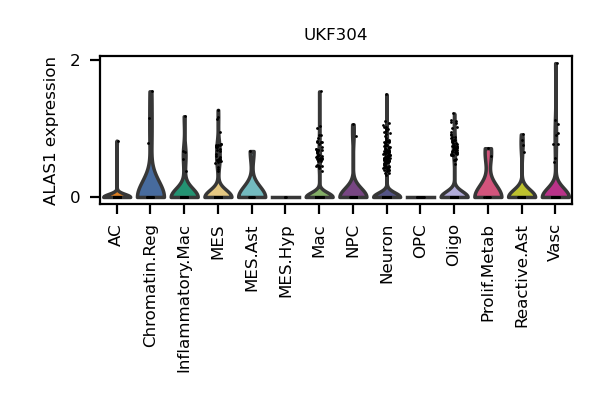 UKF304
ALAS1 expression
2
0
AC
Chromatin.Reg
Inflammatory.Mac
MES
MES.Ast
MES.Hyp
Mac
NPC
Neuron
OPC
Oligo
Prolif.Metab
Reactive.Ast
Vasc